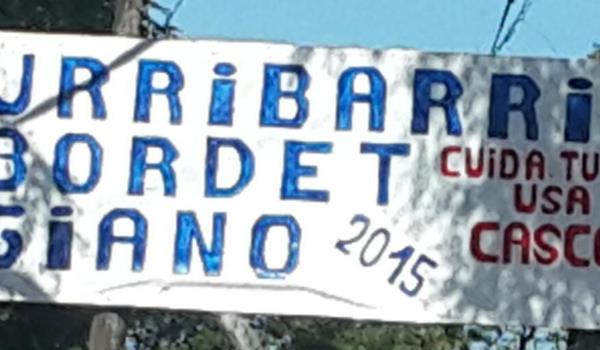 URRiBARRi
BORDET
GiANO 2015
CUiDA TU
USA
CASCO